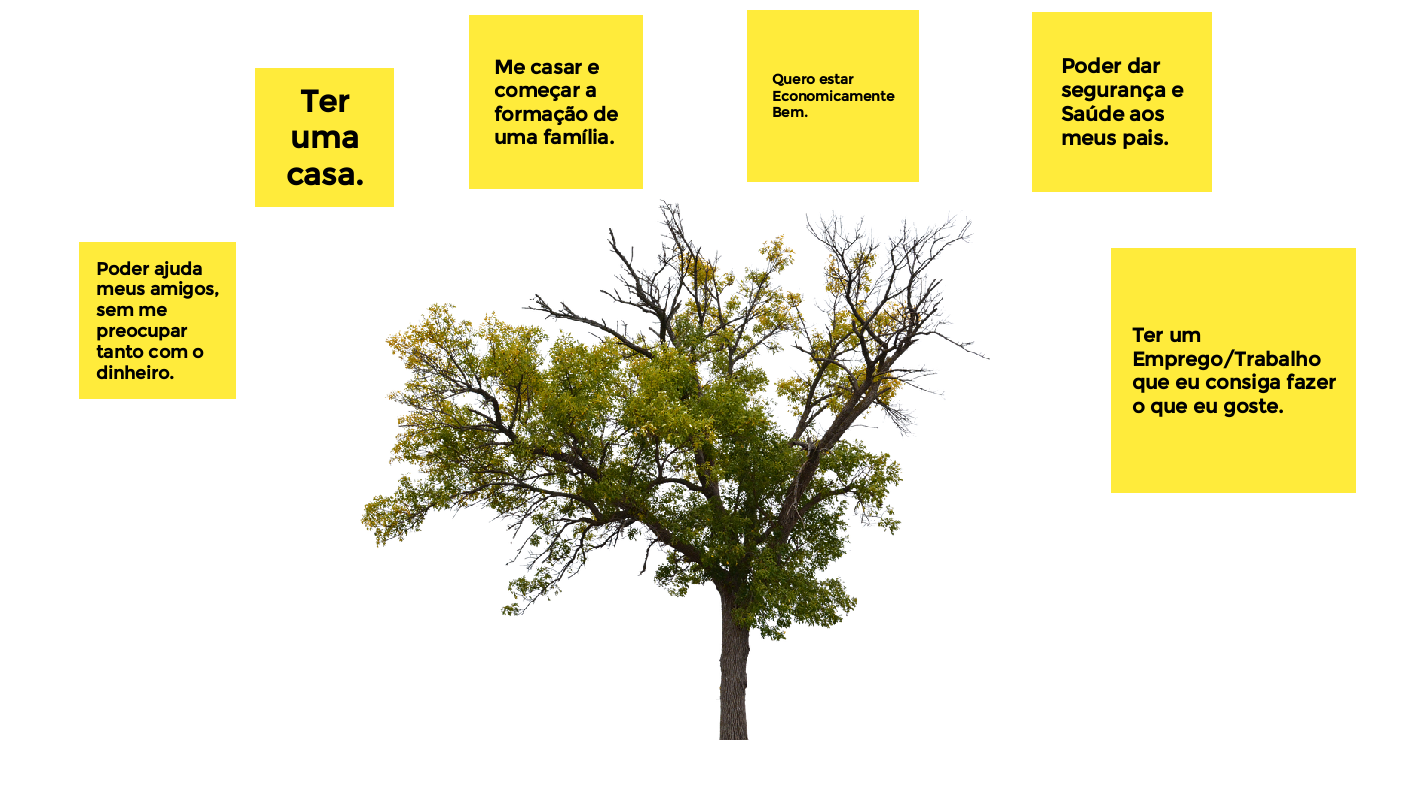 Poder ajuda
meus amigos,
sem me
preocupar
tanto com o
dinheiro.
Ter
uma
casa.
Me casar e
começar a
formação de
uma família.
Quero estar
Economicamente
Bem.
Poder dar
segurança e
Saúde aos
meus pais.
Ter um
Emprego/Trabalho
que eu consiga fazer
o que eu goste.